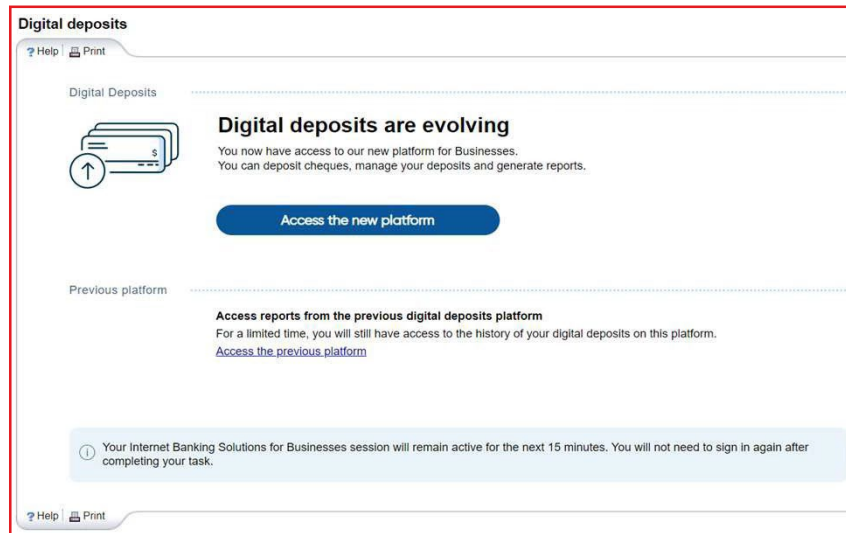 Digital deposits
? Help Print
Digital Deposits
$
Digital deposits are evolving
You now have access to our new platform for Businesses.
You can deposit cheques, manage your deposits and generate reports.
Access the new platform
Previous platform
Access reports from the previous digital deposits platform
For a limited time, you will still have access to the history of your digital deposits on this platform.
Access the previous platform
Your Internet Banking Solutions for Businesses session will remain active for the next 15 minutes. You will not need to sign in again after
completing your task.
? Help Print